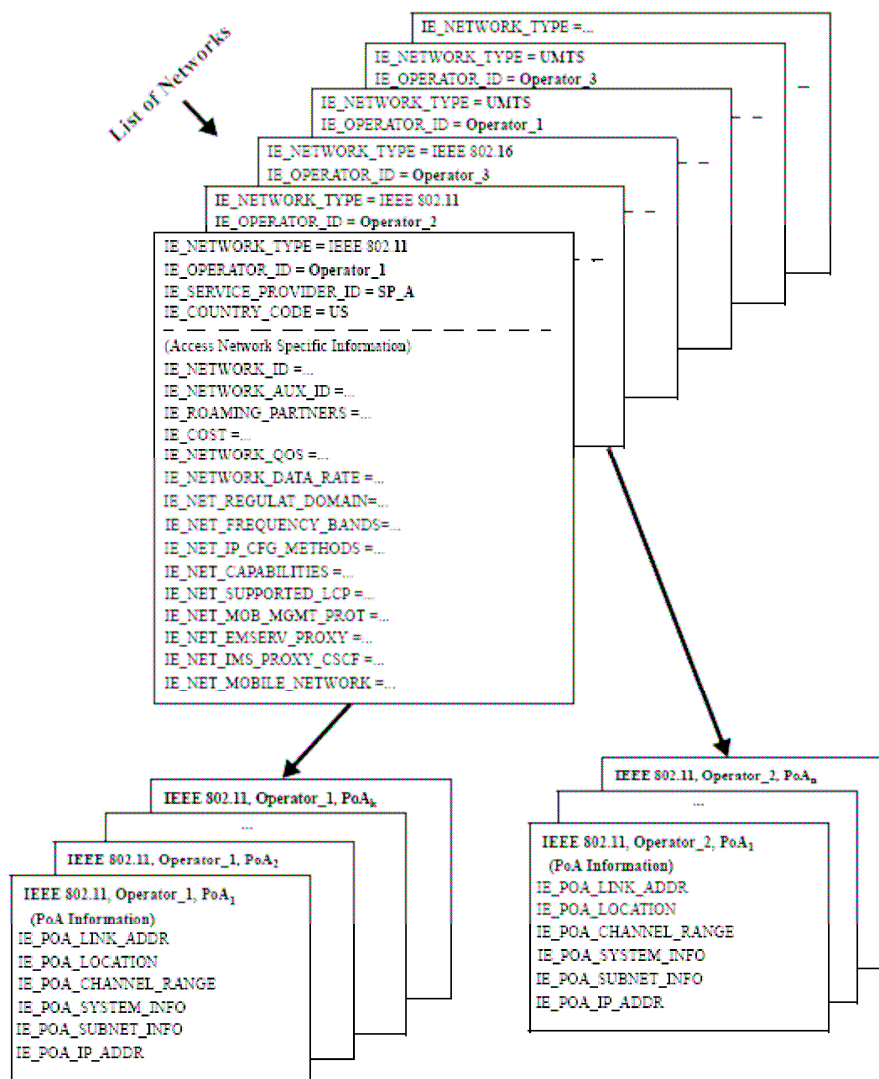 List of Networks
IE_NETWORK_TYPE =...
IE_NETWORK_TYPE = UMTS
IE_OPERATOR_ID = Operator_3
IE_NETWORK_TYPE = UMTS
IE_OPERATOR_ID = Operator_1
IE_NETWORK_TYPE = IEEE 802.16
IE_OPERATOR_ID = Operator_3
IE_NETWORK_TYPE = IEEE 802.11
IE_OPERATOR_ID = Operator_2
IE_NETWORK_TYPE = IEEE 802.11
IE_OPERATOR_ID = Operator_1
IE_SERVICE_PROVIDER_ID = SP_A
IE_COUNTRY_CODE = US
(Access Network Specific Information)
IE_NETWORK_ID =...
IE_NETWORK_AUX_ID =...
IE_ROAMING_PARTNERS =...
IE_COST =...
IE_NETWORK_QOS =...
IE_NETWORK_DATA_RATE =...
IE_NET_REGULAT_DOMAIN=...
IE_NET_FREQUENCY_BANDS=...
IE_NET_IP_CFG_METHODS =...
IE_NET_CAPABILITIES =...
IE_NET_SUPPORTED_LCP =...
IE_NET_MOB_MGMT_PROT =...
IE_NET_EMSERV_PROXY =...
IE_NET_IMS_PROXY_CSCF =...
IE_NET_MOBILE_NETWORK =...
IEEE 802.11, Operator_1, PoAk
...
IEEE 802.11, Operator_1, PoA2
IEEE 802.11, Operator_1, PoA1
(PoA Information)
IE_POA_LINK_ADDR
IE_POA_LOCATION
IE_POA_CHANNEL_RANGE
IE_POA_SYSTEM_INFO
IE_POA_SUBNET_INFO
IE_POA_IP_ADDR
IEEE 802.11, Operator_2, PoAn
...
IEEE 802.11, Operator_2, PoA1
(PoA Information)
IE_POA_LINK_ADDR
IE_POA_LOCATION
IE_POA_CHANNEL_RANGE
IE_POA_SYSTEM_INFO
IE_POA_SUBNET_INFO
IE_POA_IP_ADDR